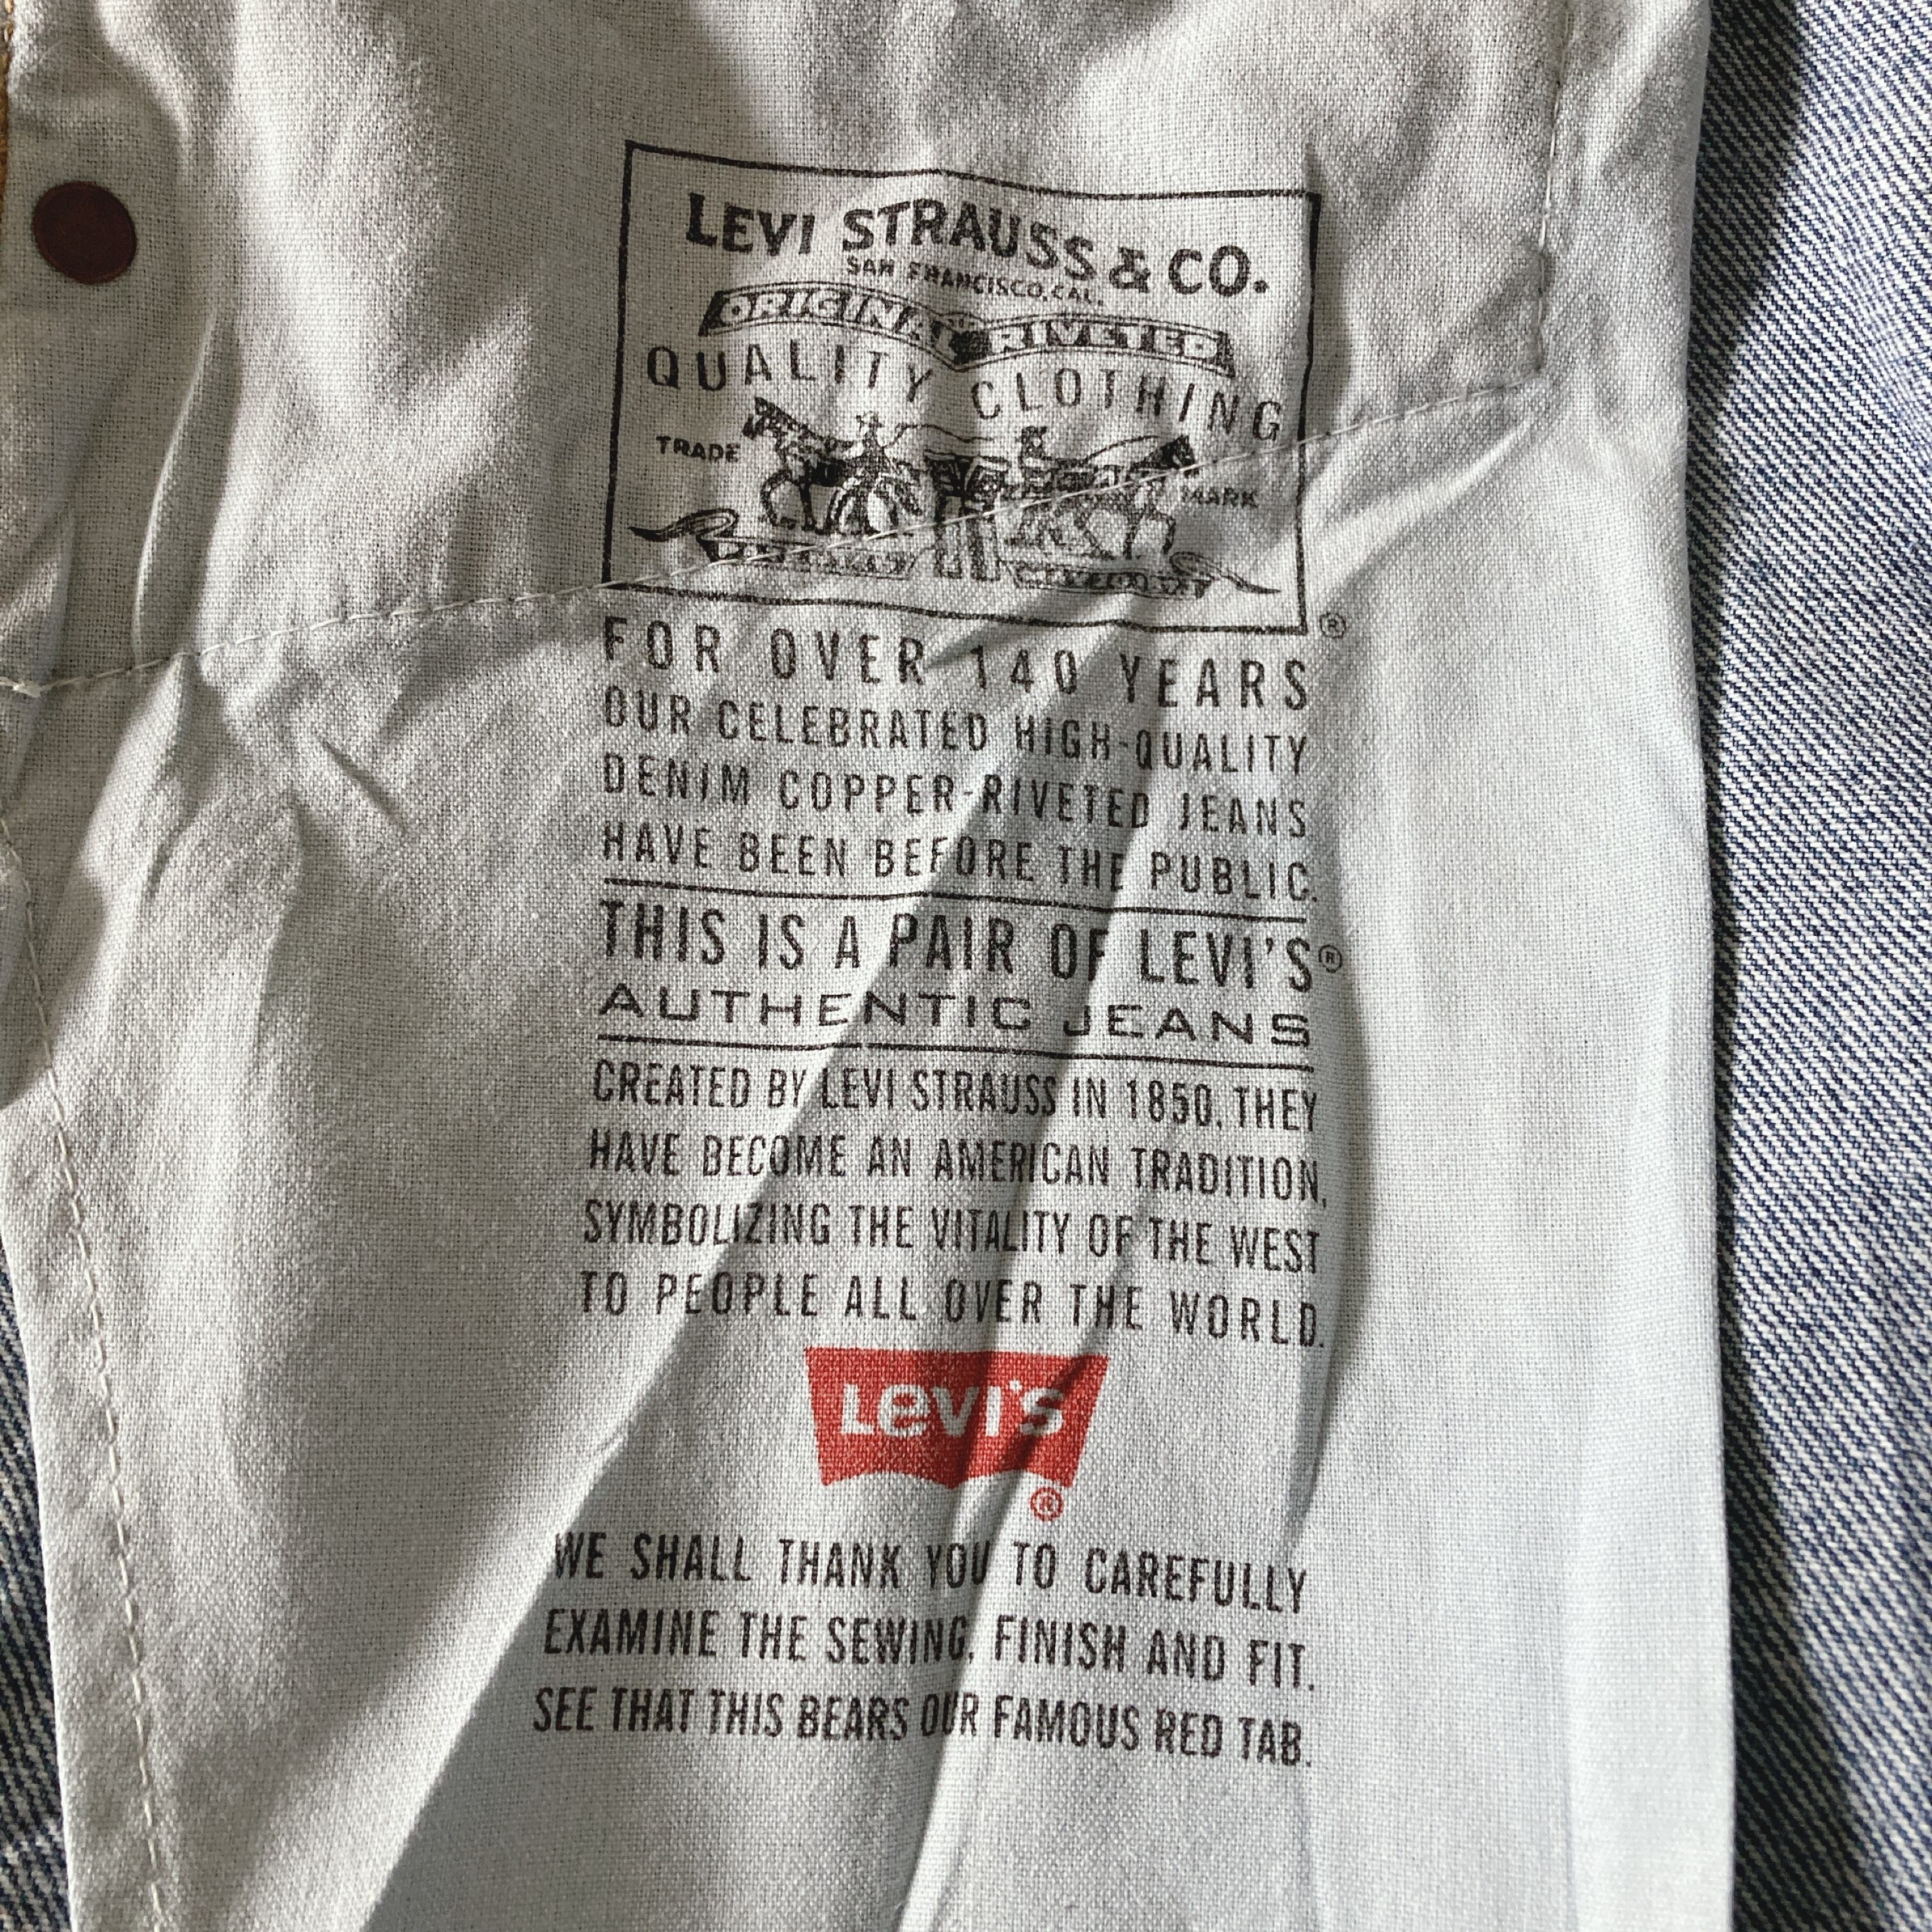 LEVI STRAUSS & CO.
SAN FRANCISCO, CAL.
ORIGINAL RIVETED
QUALITY CLOTHING
TRADE MARK
®
FOR OVER 140 YEARS
OUR CELEBRATED HIGH-QUALITY
DENIM COPPER-RIVETED JEANS
HAVE BEEN BEFORE THE PUBLIC.
THIS IS A PAIR OF LEVI'S®
AUTHENTIC JEANS
CREATED BY LEVI STRAUSS IN 1850, THEY
HAVE BECOME AN AMERICAN TRADITION,
SYMBOLIZING THE VITALITY OF THE WEST
TO PEOPLE ALL OVER THE WORLD.
Levi's
®
WE SHALL THANK YOU TO CAREFULLY
EXAMINE THE SEWING, FINISH AND FIT.
SEE THAT THIS BEARS OUR FAMOUS RED TAB.